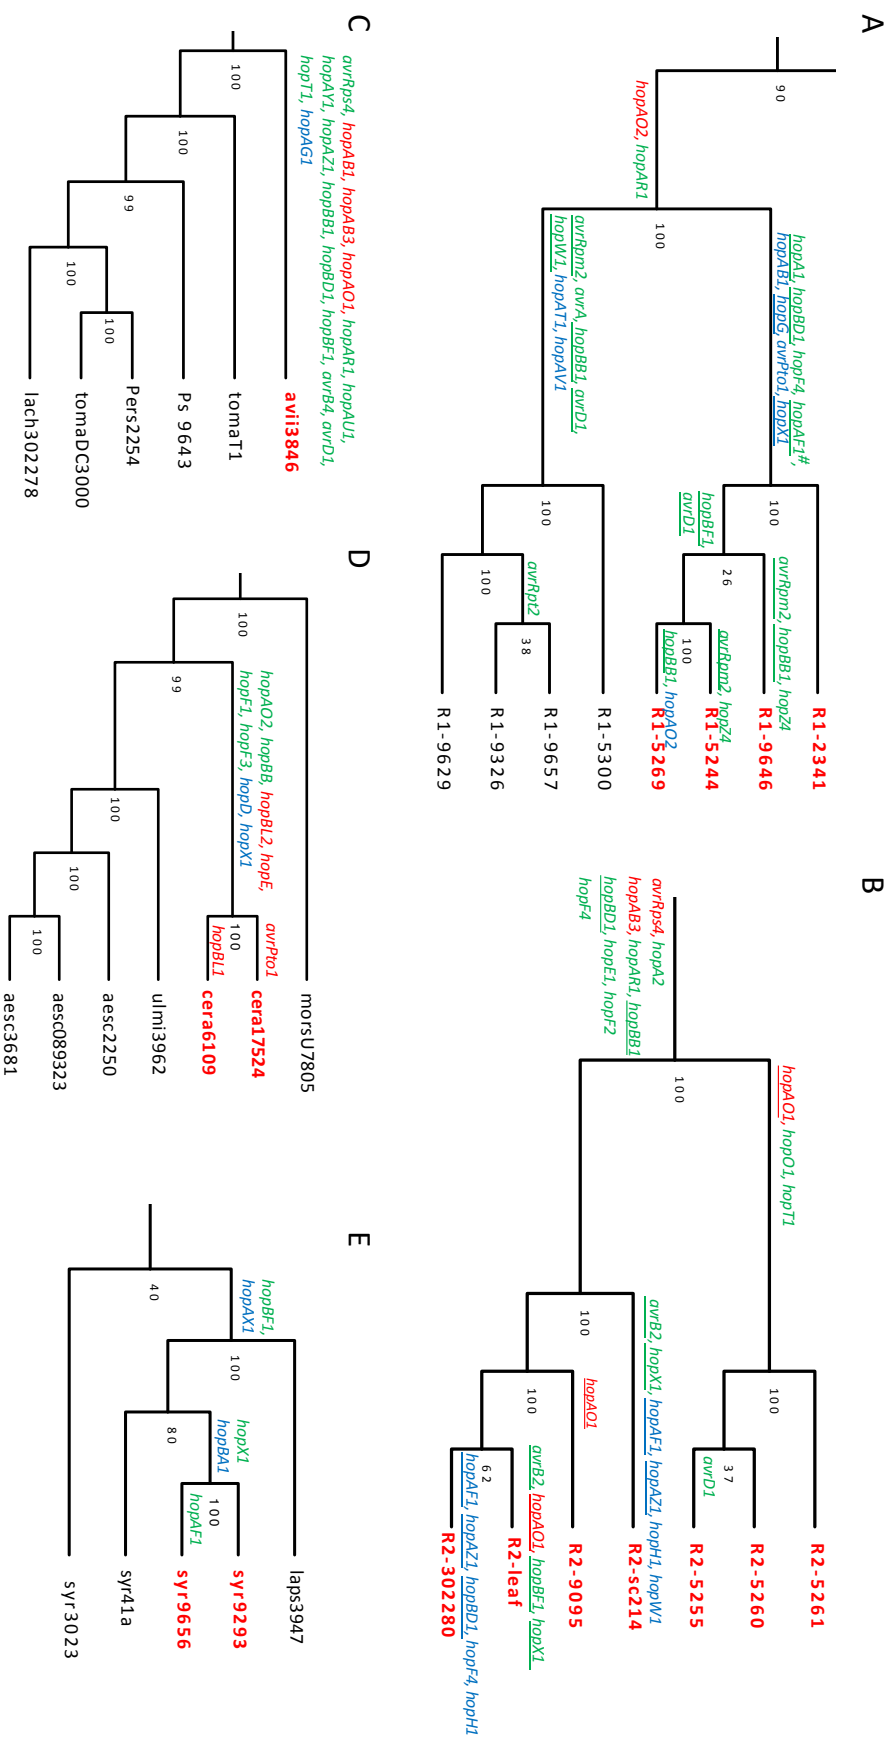 A
90
hopAO2, hopAR1
100
hopA1, hopBD1, hopF4, hopAF1#,
hopAB1, hopG, avrPto1, hopX1
100
R1-2341
avrRpm2, hopBB1, hopZ4
R1-9646
26
hopBF1,
avrD1
avrRpm2, hopZ4
R1-5244
100
hopBB1, hopAO2
R1-5269
avrRpm2, avrA, hopBB1, avrD1,
hopW1, hopAT1, hopAV1
100
R1-5300
avrRpt2
100
38
R1-9657
R1-9326
R1-9629
B
avrRps4, hopA2
hopAB3, hopAR1, hopBB1
hopBD1, hopE1, hopF2
hopF4
100
hopAO1, hopO1, hopT1
100
R2-5261
37
R2-5260
avrD1
R2-5255
100
avrB2, hopX1, hopAF1, hopAZ1, hopH1, hopW1
R2-sc214
hopAO1
100
R2-9095
avrB2, hopAO1, hopBF1, hopX1
62
R2-leaf
hopAF1, hopAZ1, hopBD1, hopF4, hopH1
R2-302280
C
avrRps4, hopAB1, hopAB3, hopAO1, hopAR1, hopAU1,
hopAY1, hopAZ1, hopBB1, hopBD1, hopBF1, avrB4, avrD1,
hopT1, hopAG1
100
avii3846
100
tomaT1
99
Ps 9643
100
100
Pers2254
tomaDC3000
lach302278
D
100
morsU7805
99
hopAO2, hopBB, hopBL2, hopE,
hopF1, hopF3, hopD, hopX1
avrPto1
100
cera17524
hopBL1
cera6109
100
ulmi3962
100
aesc2250
100
aesc089323
aesc3681
E
40
hopBF1,
hopAX1
100
laps3947
80
hopX1
hopBA1
100
syr9293
hopAF1
syr9656
syr41a
syr3023